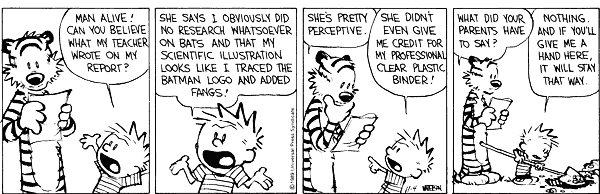 MAN ALIVE!
CAN YOU BELIEVE
WHAT MY TEACHER
WROTE ON MY
REPORT?
SHE SAYS I OBVIOUSLY DID
NO RESEARCH WHATSOEVER
ON BATS AND THAT MY
SCIENTIFIC ILLUSTRATION
LOOKS LIKE I TRACED THE
BATMAN LOGO AND ADDED
FANGS!
© 1989 Universal Press Syndicate
SHE'S PRETTY
PERCEPTIVE.
SHE DIDN'T
EVEN GIVE
ME CREDIT FOR
MY PROFESSIONAL
CLEAR PLASTIC
BINDER!
11-4
WATTERSON
WHAT DID YOUR
PARENTS HAVE
TO SAY?
NOTHING.
AND IF YOU'LL
GIVE ME A
HAND HERE,
IT WILL STAY
THAT WAY.